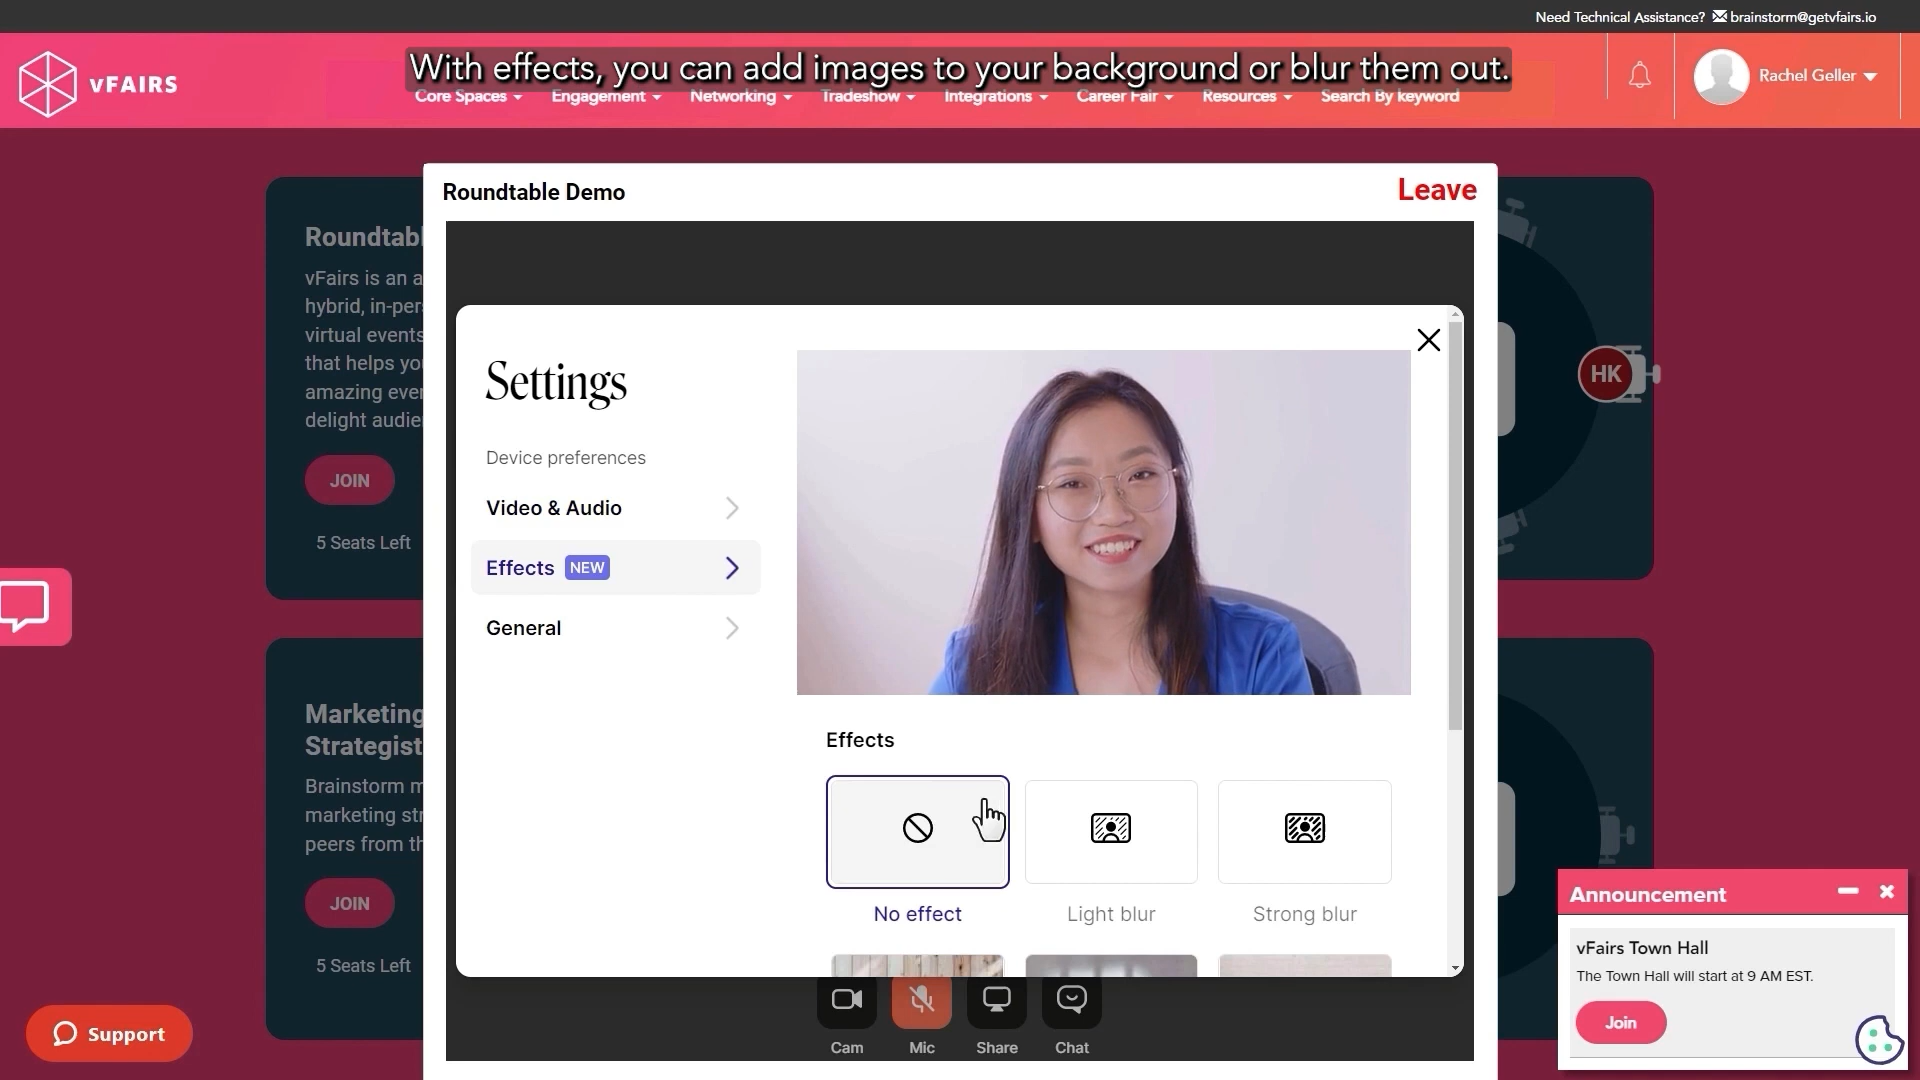 Need Technical Assistance? brainstorm@getvfairs.io
vFAIRS
With effects, you can add images to your background or blur them out.
Core Spaces Engagement Networking Tradeshow Integrations Career Fair Resources Search By keyword
Rachel Geller
Roundtable Demo
Leave
Roundtabl
vFairs is an a
hybrid, in-pers
virtual events
that helps you
amazing ever
delight audie
JOIN
5 Seats Left
Settings
Device preferences
Video & Audio
Effects NEW
General
Effects
No effect
Light blur
Strong blur
HK
Marketing
Strategist
Brainstorm m
marketing str
peers from th
JOIN
5 Seats Left
Support
Cam
Mic
Share
Chat
Announcement
vFairs Town Hall
The Town Hall will start at 9 AM EST.
Join